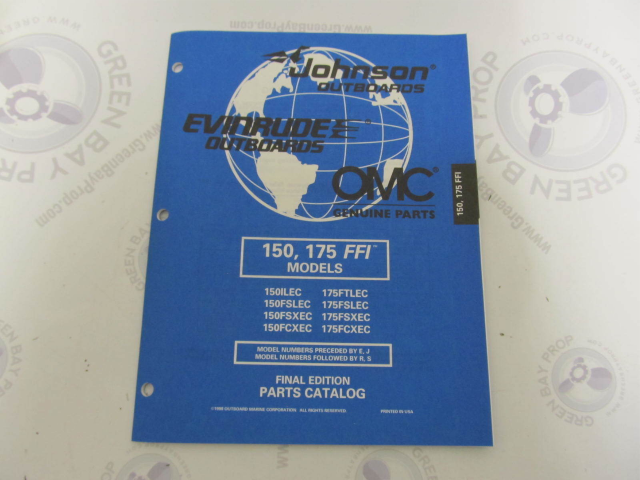 Johnson®
OUTBOARDS
EVINRUDE®
OUTBOARDS
OMC®
GENUINE PARTS
150, 175 FFI
150, 175 FFI™
MODELS
150ILEC 175FTLEC
150FSLEC 175FSLEC
150FSXEC 175FSXEC
150FCXEC 175FCXEC
MODEL NUMBERS PRECEDED BY E, J
MODEL NUMBERS FOLLOWED BY R, S
FINAL EDITION
PARTS CATALOG
OUTBOARD MARINE CORPORATION. ALL RIGHTS RESERVED. PRINTED IN USA
GREEN BAY PROP
www.GreenBayProp.com